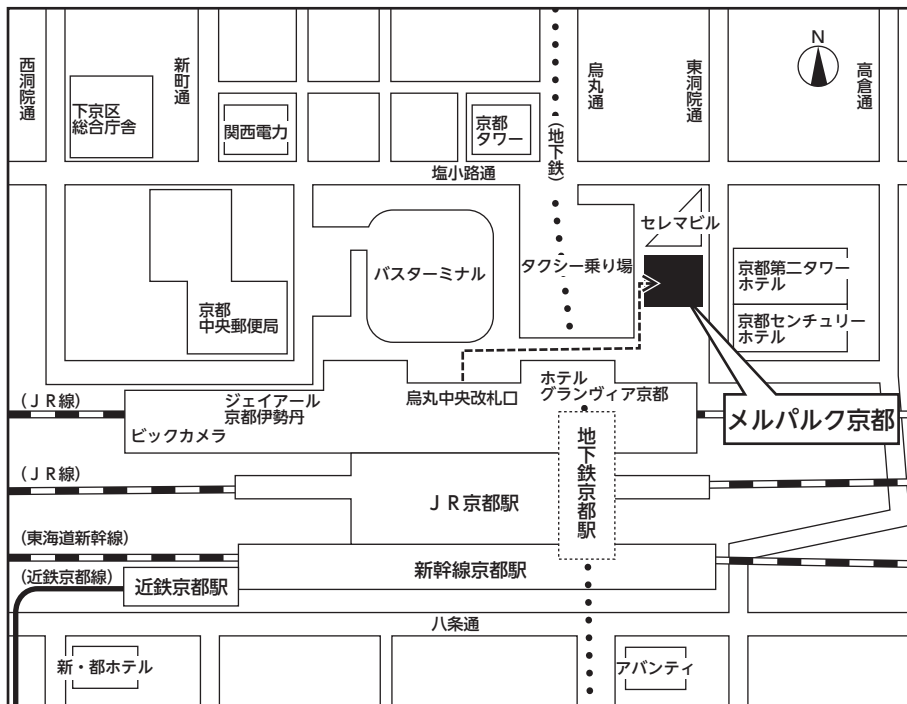 西洞院通
新町通
烏丸通
東洞院通
高倉通
N
下京区
総合庁舎
関西電力
京都
タワー
(地下鉄)
塩小路通
セレマビル
バスターミナル
タクシー乗り場
京都第二タワー
ホテル
京都
中央郵便局
京都センチュリー
ホテル
(JR線)
ジェイアール
京都伊勢丹
烏丸中央改札口
ホテル
グランヴィア京都
メルパルク京都
ビックカメラ
地下鉄京都駅
(JR線)
JR京都駅
(東海道新幹線)
新幹線京都駅
(近鉄京都線)
近鉄京都駅
八条通
新・都ホテル
アバンティ